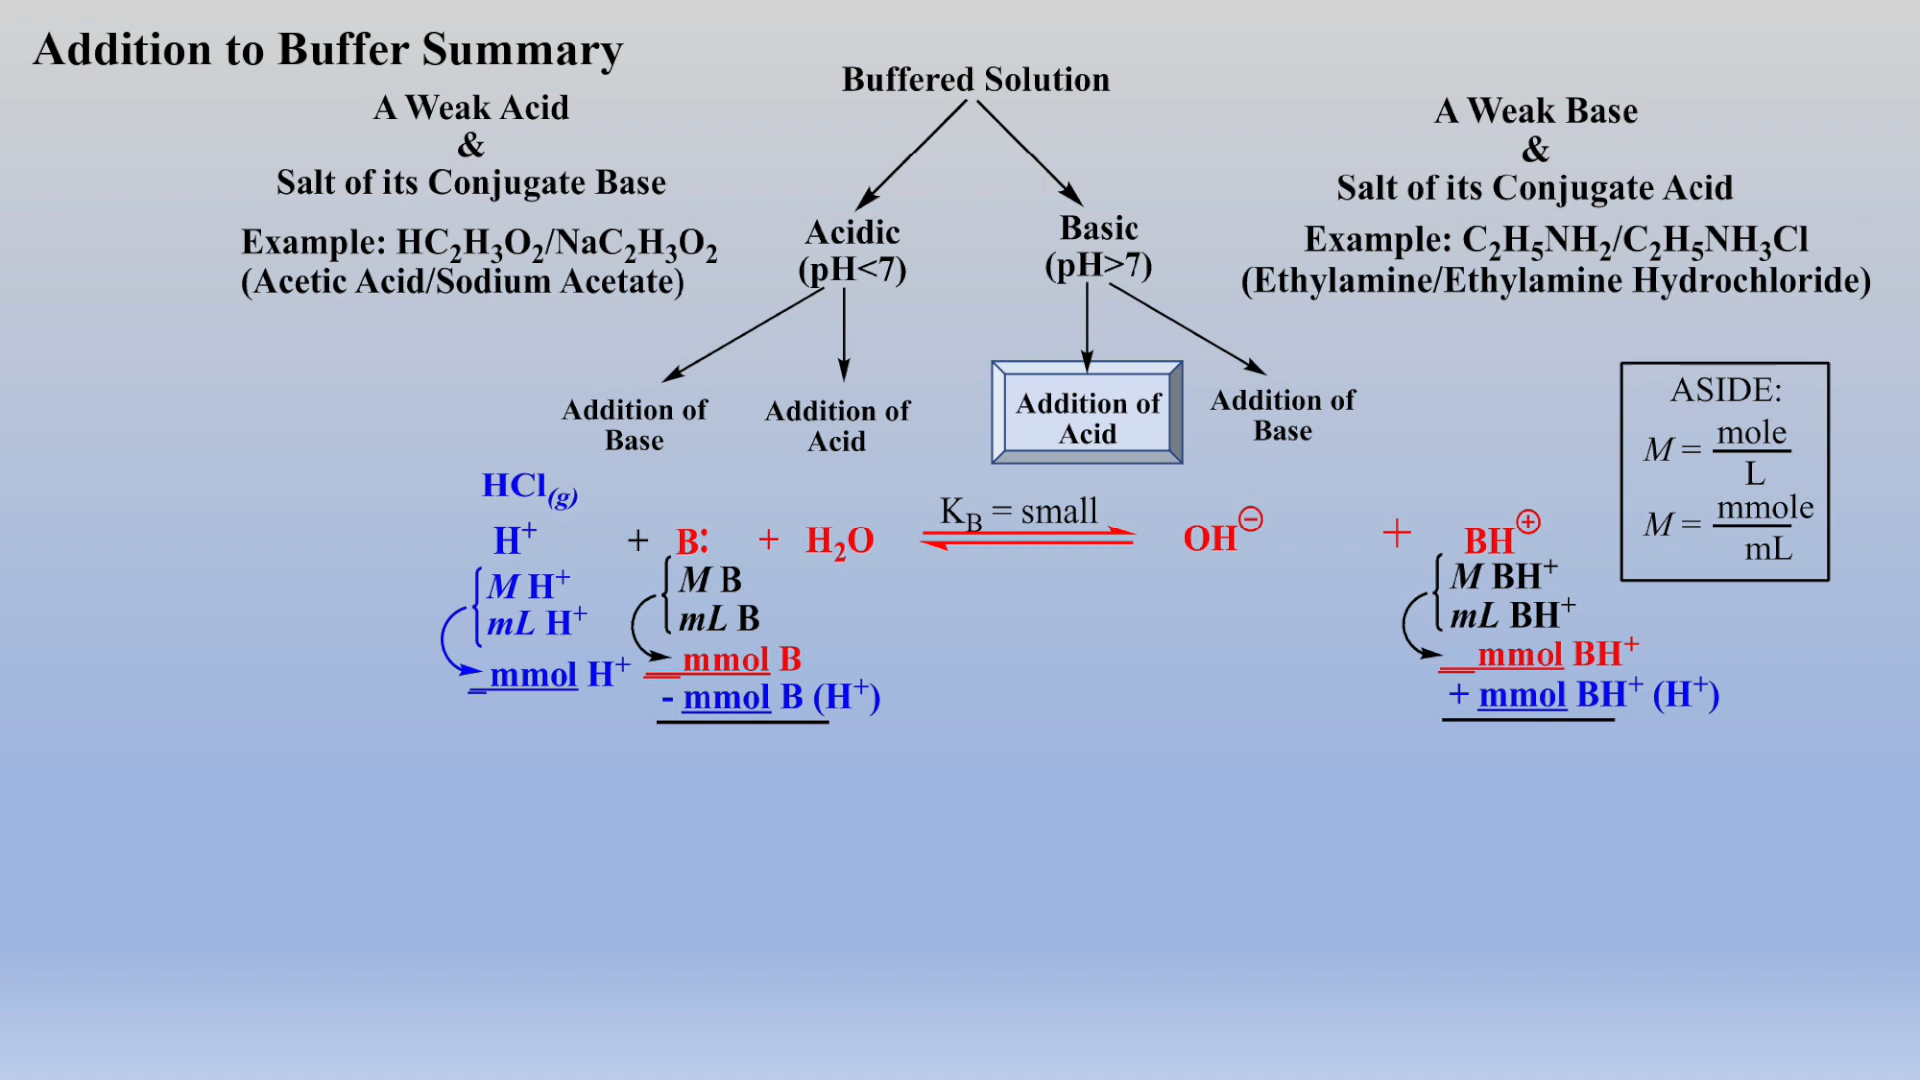 Addition to Buffer Summary
A Weak Acid
&
Salt of its Conjugate Base
Example: HC₂H₃O₂/NaC₂H₃O₂
(Acetic Acid/Sodium Acetate)
Buffered Solution
Acidic
(pH<7)
Basic
(pH>7)
A Weak Base
&
Salt of its Conjugate Acid
Example: C₂H₅NH₂/C₂H₅NH₃Cl
(Ethylamine/Ethylamine Hydrochloride)
Addition of
Base
Addition of
Acid
Addition of
Acid
Addition of
Base
ASIDE:
M = mole
L
M = mmole
mL
HCl(g)
K_B = small
H⁺ + B: + H₂O ⇌ OH⊖ + BH⊕
M H⁺
mL H⁺
mmol H⁺
M B
mL B
mmol B
- mmol B (H⁺)
M BH⁺
mL BH⁺
mmol BH⁺
+ mmol BH⁺ (H⁺)